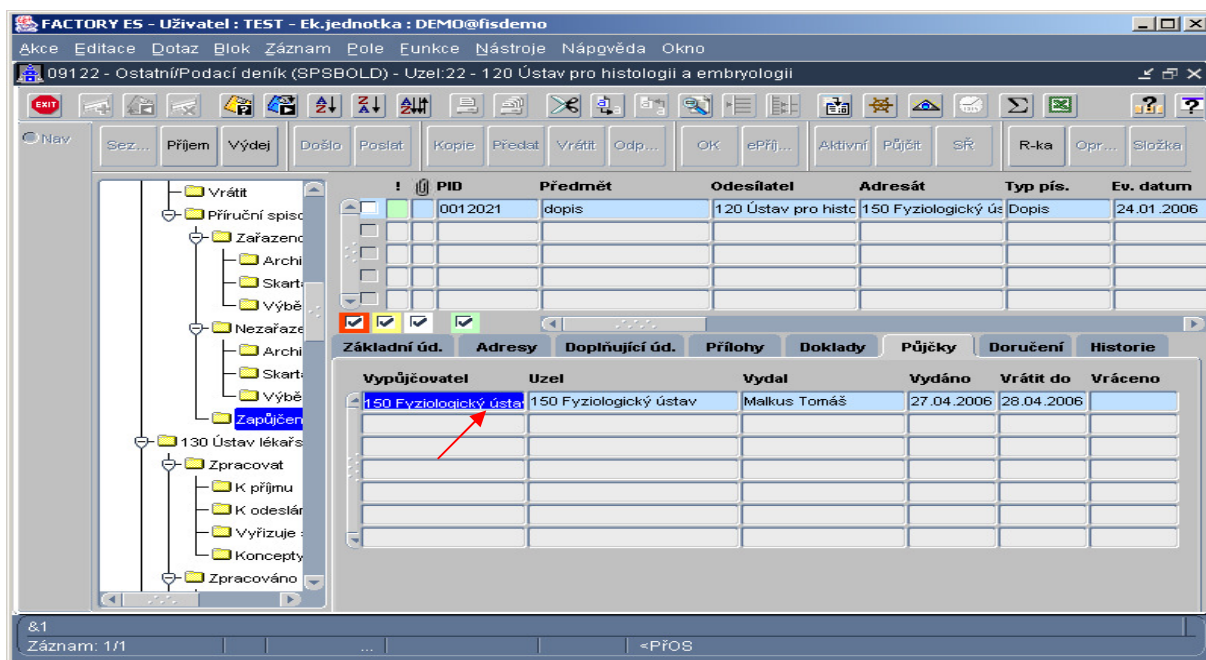 FACTORY ES - Uživatel : TEST - Ek.jednotka : DEMO@fisdemo
Akce Editace Dotaz Blok Záznam Pole Funkce Nástroje Nápověda Okno
09122 - Ostatní/Podací deník (SPSBOLD) - Uzel:22 - 120 Ústav pro histologii a embryologii
EXIT
Nav Sez... Příjem Výdej Došlo Poslat Kopie Předat Vrátit Odp... OK ePříj... Aktivní Půjčit SŘ R-ka Opr... Složka
Vrátit
Příruční spisc
Zařazenc
Archi
Skart
Výbě
Nezařaze
Archi
Skart
Výbě
Zapůjčen
130 Ústav lékařs
Zpracovat
K příjmu
K odeslár
Vyřizuje
Koncepty
Zpracováno
! PID Předmět Odesílatel Adresát Typ pís. Ev. datum
0012021 dopis 120 Ústav pro histc 150 Fyziologický ús Dopis 24.01.2006
Základní úd. Adresy Doplňující úd. Přílohy Doklady Půjčky Doručení Historie
Vypůjčovatel Uzel Vydal Vydáno Vrátit do Vráceno
150 Fyziologický ústav 150 Fyziologický ústav Malkus Tomáš 27.04.2006 28.04.2006
&1
Záznam: 1/1 ... <PřOS